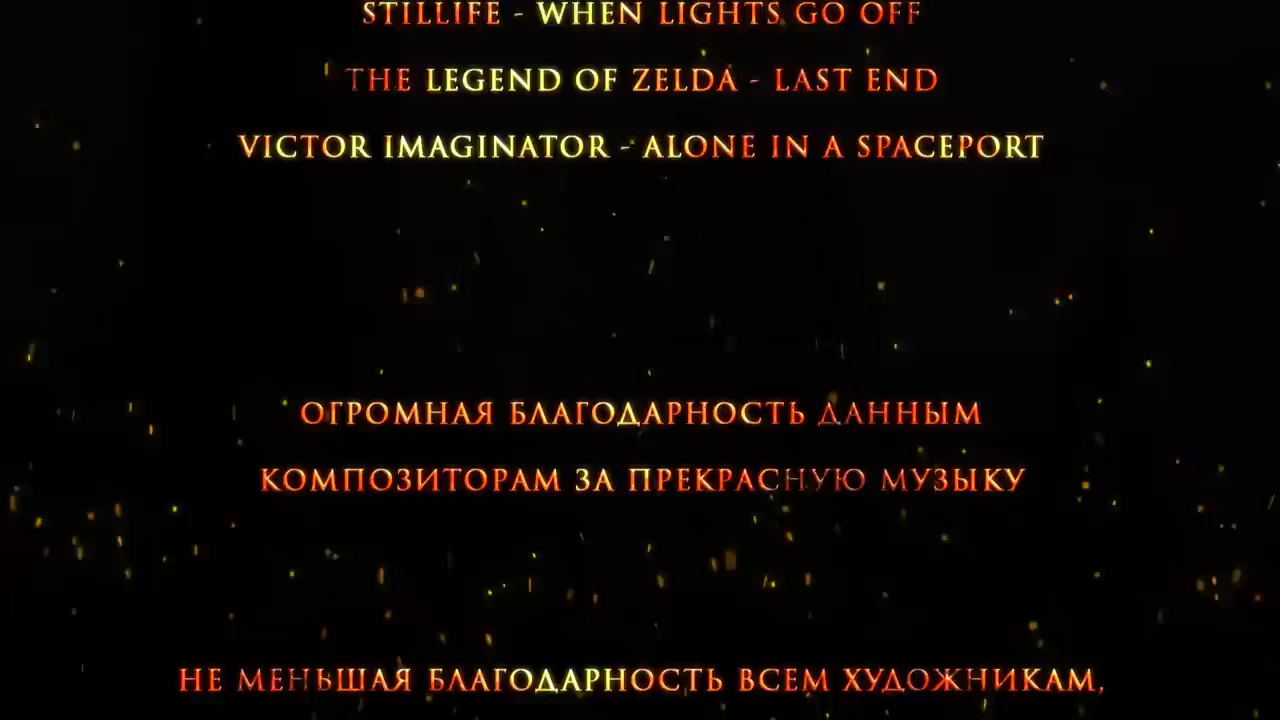 STILLIFE - WHEN LIGHTS GO OFF
THE LEGEND OF ZELDA - LAST END
VICTOR IMAGINATOR - ALONE IN A SPACEPORT
ОГРОМНАЯ БЛАГОДАРНОСТЬ ДАННЫМ
КОМПОЗИТОРАМ ЗА ПРЕКРАСНУЮ МУЗЫКУ
НЕ МЕНЬШАЯ БЛАГОДАРНОСТЬ ВСЕМ ХУДОЖНИКАМ,